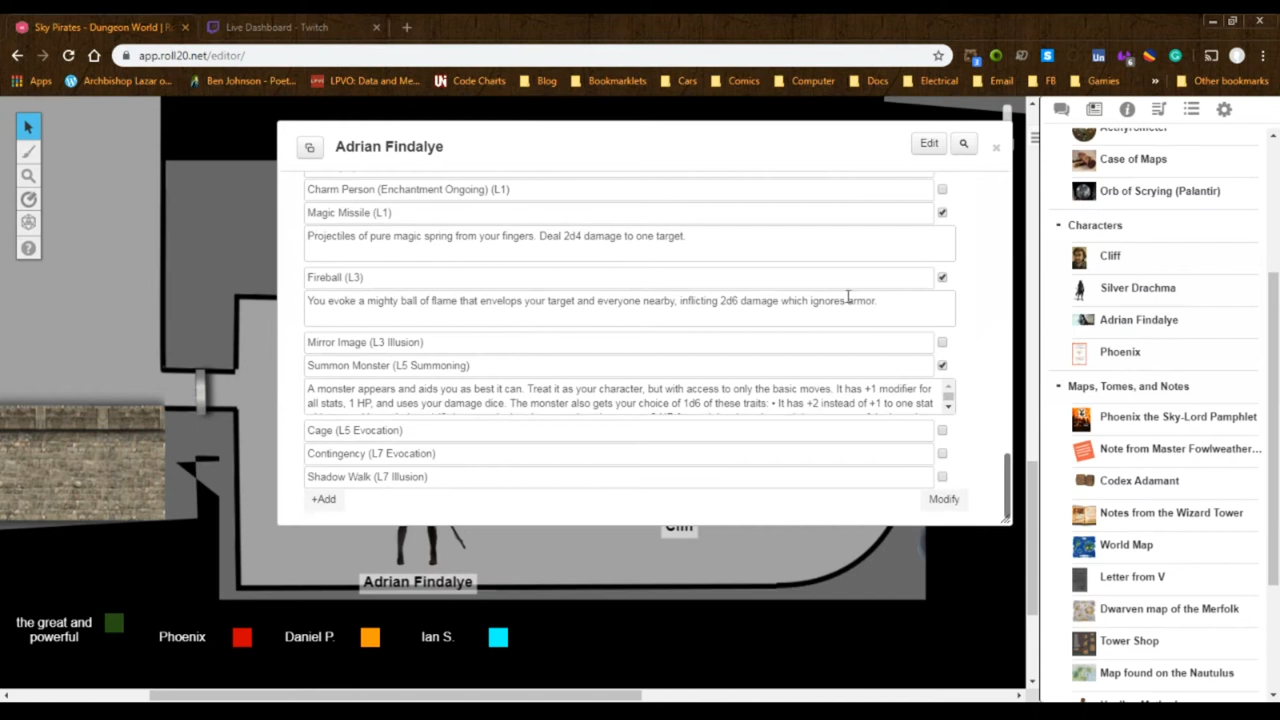 Sky Pirates - Dungeon World | R
Live Dashboard - Twitch
app.roll20.net/editor/
Apps
Archbishop Lazar o...
Ben Johnson - Poet...
LPVO: Data and Me...
Code Charts
Blog
Bookmarklets
Cars
Comics
Computer
Docs
Electrical
Email
FB
Gamies
»
Other bookmarks
Adrian Findalye
Edit
Charm Person (Enchantment Ongoing) (L1)
Magic Missile (L1)
Projectiles of pure magic spring from your fingers. Deal 2d4 damage to one target.
Fireball (L3)
You evoke a mighty ball of flame that envelops your target and everyone nearby, inflicting 2d6 damage which ignores armor.
Mirror Image (L3 Illusion)
Summon Monster (L5 Summoning)
A monster appears and aids you as best it can. Treat it as your character, but with access to only the basic moves. It has +1 modifier for
all stats, 1 HP, and uses your damage dice. The monster also gets your choice of 1d6 of these traits: • It has +2 instead of +1 to one stat
Cage (L5 Evocation)
Contingency (L7 Evocation)
Shadow Walk (L7 Illusion)
+Add
Modify
Cliff
Adrian Findalye
the great and
powerful
Phoenix
Daniel P.
Ian S.
Aethyrometer
Case of Maps
Orb of Scrying (Palantir)
Characters
Cliff
Silver Drachma
Adrian Findalye
Phoenix
Maps, Tomes, and Notes
Phoenix the Sky-Lord Pamphlet
Note from Master Fowlweather...
Codex Adamant
Notes from the Wizard Tower
World Map
Letter from V
Dwarven map of the Merfolk
Tower Shop
Map found on the Nautulus